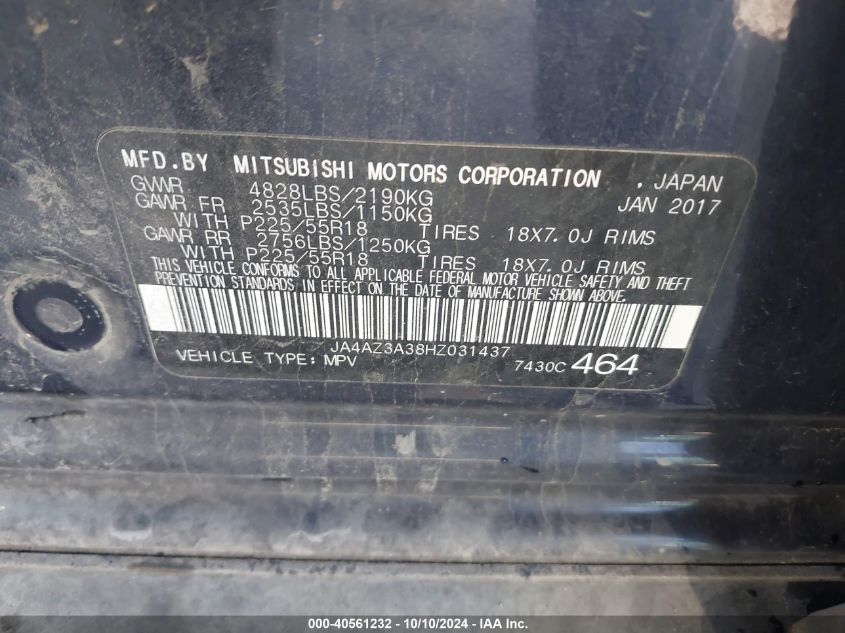 MFD.BY MITSUBISHI MOTORS CORPORATION , JAPAN
GVWR 4828LBS/2190KG JAN 2017
GAWR FR 2535LBS/1150KG
WITH P225/55R18 TIRES 18X7.0J RIMS
GAWR RR 2756LBS/1250KG
WITH P225/55R18 TIRES 18X7.0J RIMS
THIS VEHICLE CONFORMS TO ALL APPLICABLE FEDERAL MOTOR VEHICLE SAFETY AND THEFT
PREVENTION STANDARDS IN EFFECT ON THE DATE OF MANUFACTURE SHOWN ABOVE.
JA4AZ3A38HZ031437
VEHICLE TYPE: MPV 7430C 464
000-40561232 - 10/10/2024 - IAA Inc.